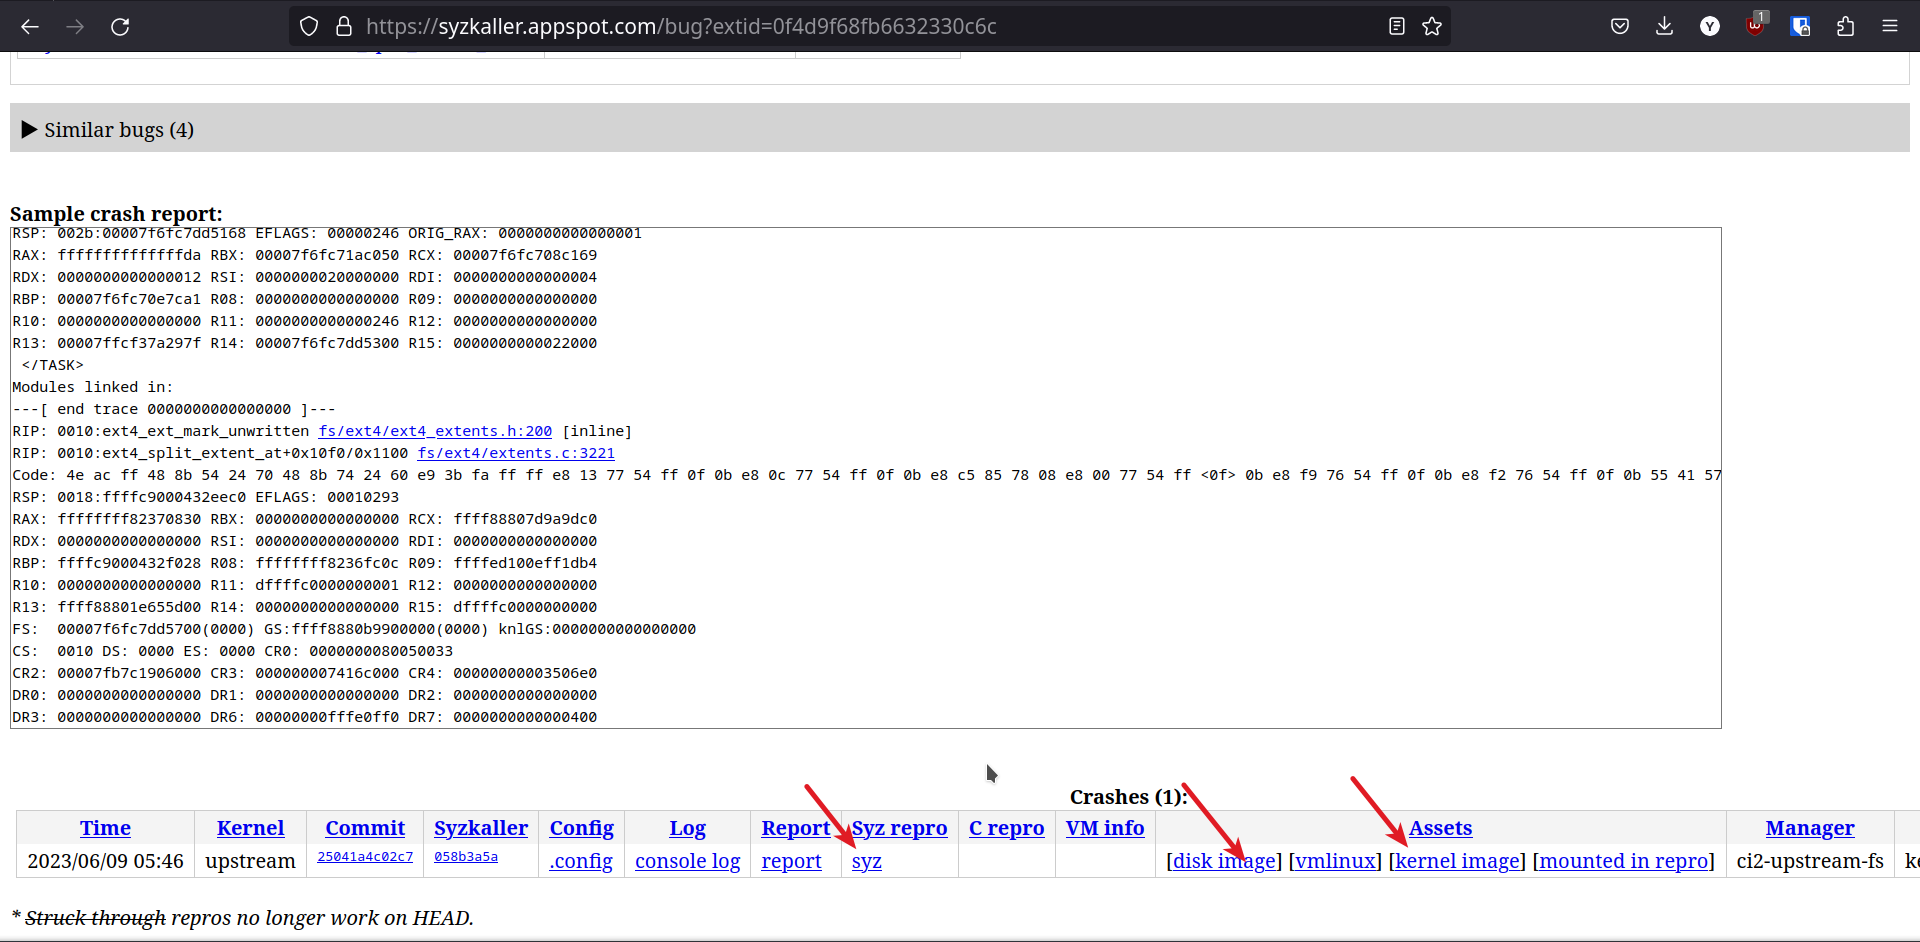 https://syzkaller.appspot.com/bug?extid=0f4d9f68fb6632330c6c
1
Similar bugs (4)
Sample crash report:
RSP: 002b:00007f6fc7dd5168 EFLAGS: 00000246 ORIG_RAX: 0000000000000001
RAX: ffffffffffffffda RBX: 00007f6fc71ac050 RCX: 00007f6fc708c169
RDX: 0000000000000012 RSI: 0000000020000000 RDI: 0000000000000004
RBP: 00007f6fc70e7ca1 R08: 0000000000000000 R09: 0000000000000000
R10: 0000000000000000 R11: 0000000000000246 R12: 0000000000000000
R13: 00007ffcf37a297f R14: 00007f6fc7dd5300 R15: 0000000000022000
</TASK>
Modules linked in:
---[ end trace 0000000000000000 ]---
RIP: 0010:ext4_ext_mark_unwritten fs/ext4/ext4_extents.h:200 [inline]
RIP: 0010:ext4_split_extent_at+0x10f0/0x1100 fs/ext4/extents.c:3221
Code: 4e ac ff 48 8b 54 24 70 48 8b 74 24 60 e9 3b fa ff ff e8 13 77 54 ff 0f 0b e8 0c 77 54 ff 0f 0b e8 c5 85 78 08 e8 00 77 54 ff <0f> 0b e8 f9 76 54 ff 0f 0b e8 f2 76 54 ff 0f 0b 55 41 57
RSP: 0018:ffffc9000432eec0 EFLAGS: 00010293
RAX: ffffffff82370830 RBX: 0000000000000000 RCX: ffff88807d9a9dc0
RDX: 0000000000000000 RSI: 0000000000000000 RDI: 0000000000000000
RBP: ffffc9000432f028 R08: ffffffff8236fc0c R09: ffffed100eff1db4
R10: 0000000000000000 R11: dffffc0000000001 R12: 0000000000000000
R13: ffff88801e655d00 R14: 0000000000000000 R15: dffffc0000000000
FS:  00007f6fc7dd5700(0000) GS:ffff8880b9900000(0000) knlGS:0000000000000000
CS:  0010 DS: 0000 ES: 0000 CR0: 0000000080050033
CR2: 00007fb7c1906000 CR3: 000000007416c000 CR4: 00000000003506e0
DR0: 0000000000000000 DR1: 0000000000000000 DR2: 0000000000000000
DR3: 0000000000000000 DR6: 00000000fffe0ff0 DR7: 0000000000000400
Crashes (1):
Time Kernel Commit Syzkaller Config Log Report Syz repro C repro VM info Assets Manager
2023/06/09 05:46 upstream 25041a4c02c7 058b3a5a .config console log report syz [disk image] [vmlinux] [kernel image] [mounted in repro] ci2-upstream-fs
* Struck through repros no longer work on HEAD.